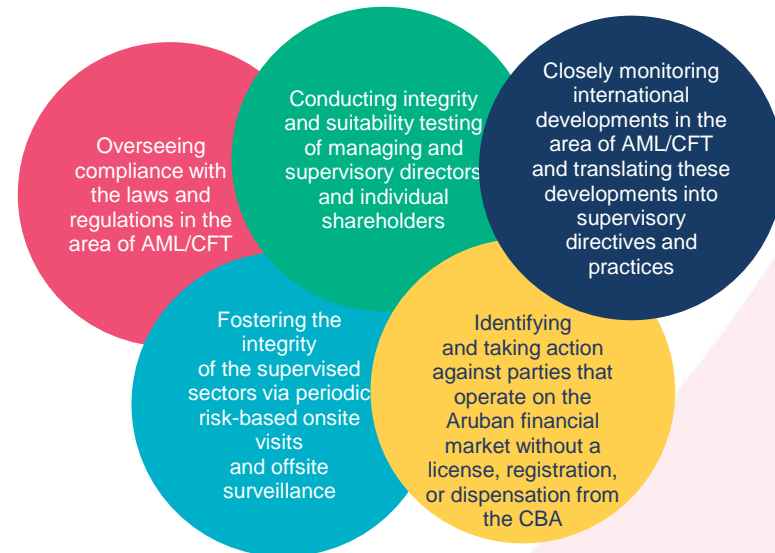 Overseeing
compliance with
the laws and
regulations in the
area of AML/CFT
Conducting integrity
and suitability testing
of managing and
supervisory directors
and individual
shareholders
Closely monitoring
international
developments in the
area of AML/CFT
and translating these
developments into
supervisory
directives and
practices
Fostering the
integrity
of the supervised
sectors via periodic
risk-based onsite
visits
and offsite
surveillance
Identifying
and taking action
against parties that
operate on the
Aruban financial
market without a
license, registration,
or dispensation from
the CBA